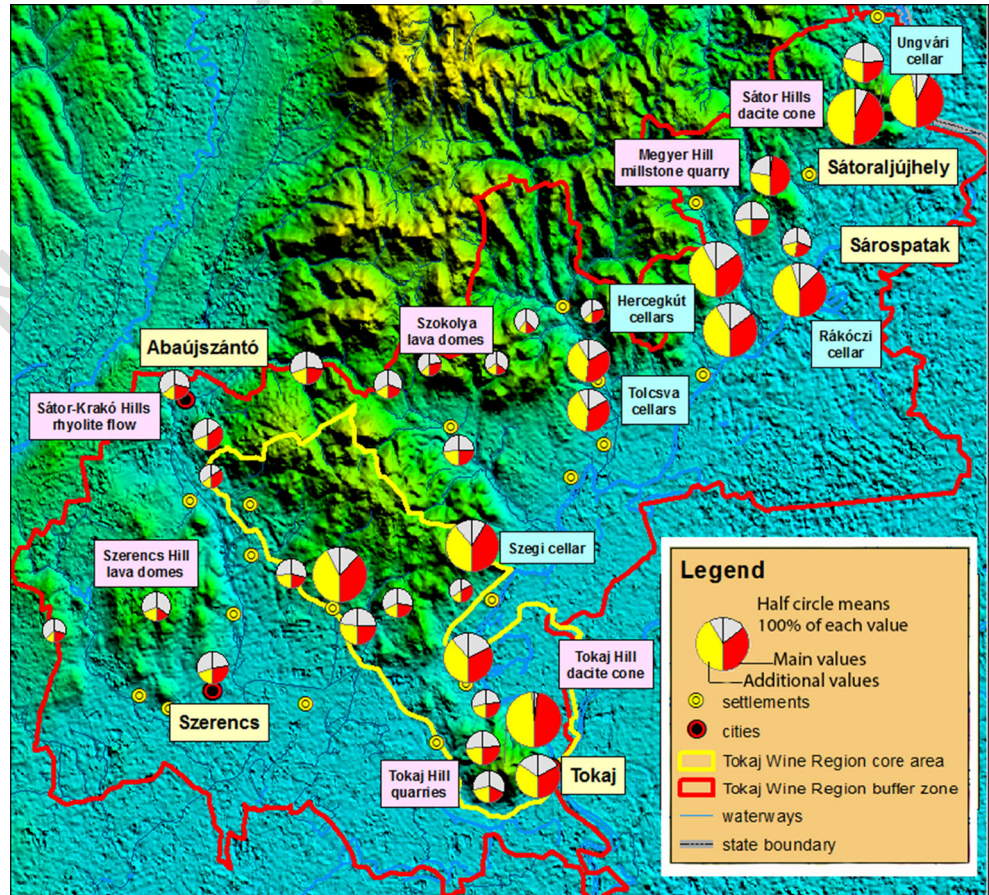 Ungvári
cellar
Sátor Hills
dacite cone
Megyer Hill
millstone quarry
Sátoraljújhely
Sárospatak
Hercegkút
cellars
Rákóczi
cellar
Szokolya
lava domes
Abaújszántó
Tolcsva
cellars
Sátor-Krakó Hills
rhyolite flow
Szegi cellar
Szerencs Hill
lava domes
Tokaj Hill
dacite cone
Szerencs
Tokaj Hill
quarries
Tokaj
Legend
Half circle means
100% of each value
Main values
Additional values
settlements
cities
Tokaj Wine Region core area
Tokaj Wine Region buffer zone
waterways
state boundary